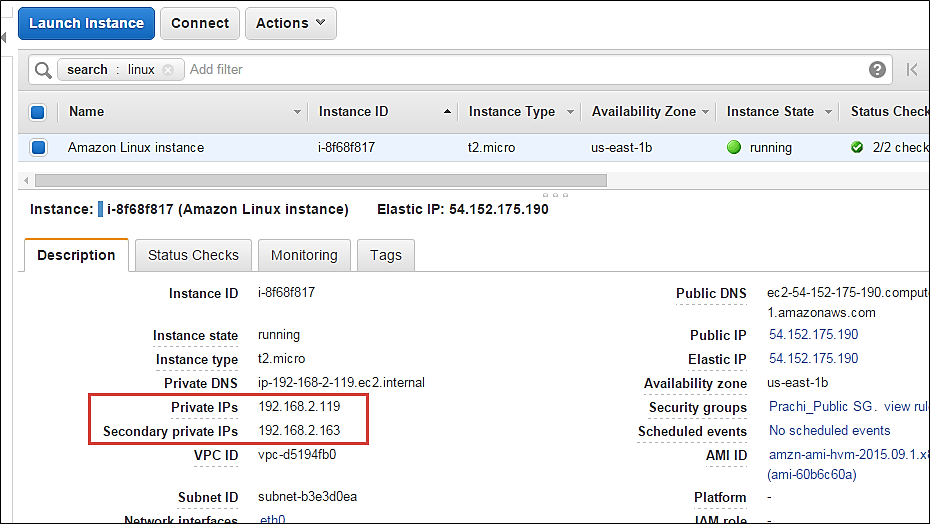 Launch Instance Connect Actions
search : linux Add filter
Name Instance ID Instance Type Availability Zone Instance State Status Check
Amazon Linux instance i-8f68f817 t2.micro us-east-1b running 2/2 check
Instance: i-8f68f817 (Amazon Linux instance) Elastic IP: 54.152.175.190
Description Status Checks Monitoring Tags
Instance ID i-8f68f817 Public DNS ec2-54-152-175-190.compute
1.amazonaws.com
Instance state running Public IP 54.152.175.190
Instance type t2.micro Elastic IP 54.152.175.190
Private DNS ip-192-168-2-119.ec2.internal Availability zone us-east-1b
Private IPs 192.168.2.119 Security groups Prachi_Public SG. view rul
Secondary private IPs 192.168.2.163 Scheduled events No scheduled events
VPC ID vpc-d5194fb0 AMI ID amzn-ami-hvm-2015.09.1.x8
(ami-60b6c60a)
Subnet ID subnet-b3e3d0ea Platform -
Network interfaces eth0 IAM role -